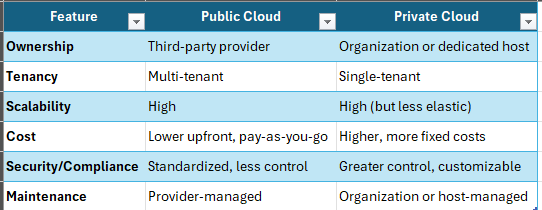 Feature Public Cloud Private Cloud
Ownership Third-party provider Organization or dedicated host
Tenancy Multi-tenant Single-tenant
Scalability High High (but less elastic)
Cost Lower upfront, pay-as-you-go Higher, more fixed costs
Security/Compliance Standardized, less control Greater control, customizable
Maintenance Provider-managed Organization or host-managed